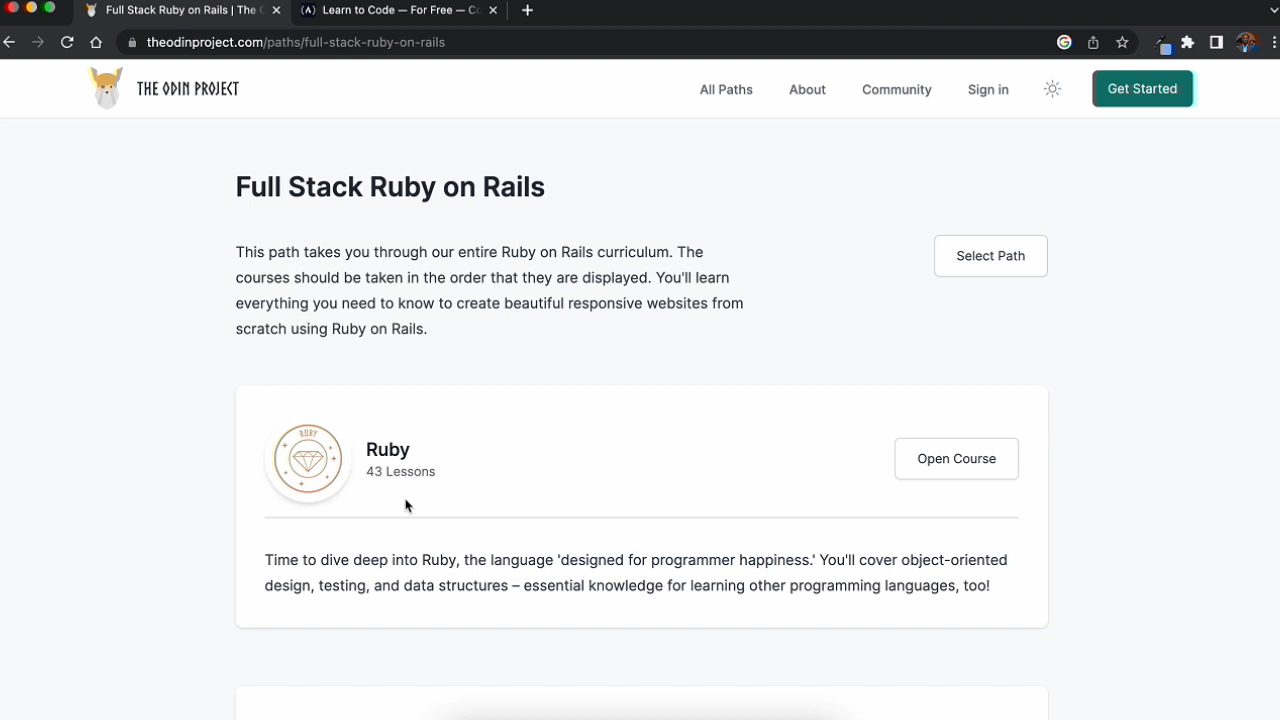 Full Stack Ruby on Rails | The
Learn to Code — For Free —
theodinproject.com/paths/full-stack-ruby-on-rails
THE ODIN PROJECT
All Paths
About
Community
Sign in
Get Started
Full Stack Ruby on Rails
This path takes you through our entire Ruby on Rails curriculum. The
courses should be taken in the order that they are displayed. You'll learn
everything you need to know to create beautiful responsive websites from
scratch using Ruby on Rails.
Select Path
RUBY
Ruby
43 Lessons
Open Course
Time to dive deep into Ruby, the language 'designed for programmer happiness.' You'll cover object-oriented
design, testing, and data structures – essential knowledge for learning other programming languages, too!